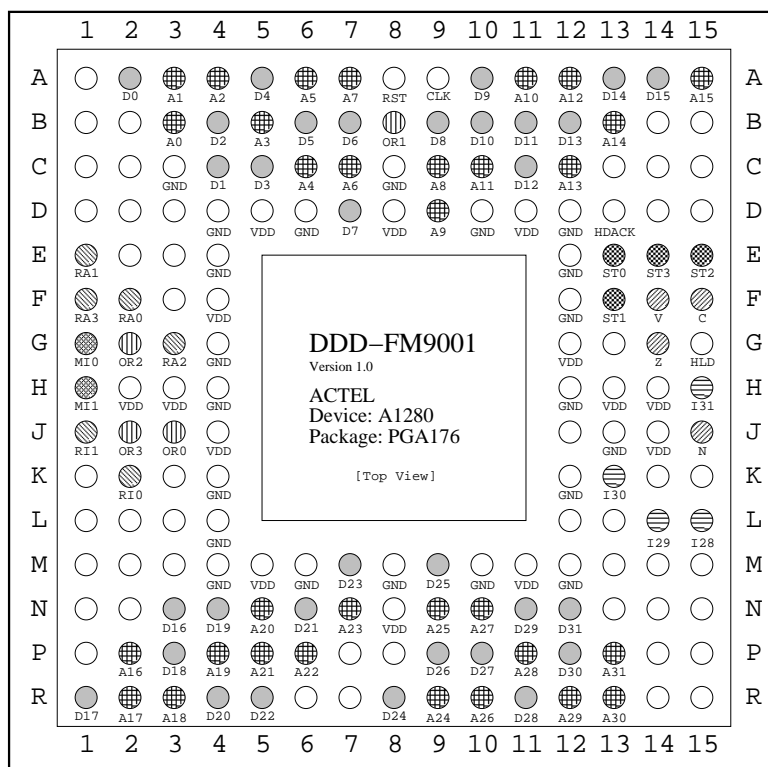 1 2 3 4 5 6 7 8 9 10 11 12 13 14 15
A A
D0 A1 A2 D4 A5 A7 RST CLK D9 A10 A12 D14 D15 A15
B B
A0 D2 A3 D5 D6 OR1 D8 D10 D11 D13 A14
C C
GND D1 D3 A4 A6 GND A8 A11 D12 A13
D D
GND VDD GND D7 VDD A9 GND VDD GND HDACK
E E
RA1 GND GND ST0 ST3 ST2
F F
RA3 RA0 VDD GND ST1 V C
G DDD–FM9001 G
MI0 OR2 RA2 GND Version 1.0 VDD Z HLD
H ACTEL H
MI1 VDD VDD GND Device: A1280 GND VDD VDD I31
J Package: PGA176 J
RI1 OR3 OR0 VDD GND VDD N
K [Top View] K
RI0 GND GND I30
L L
GND I29 I28
M M
GND VDD GND D23 GND D25 GND VDD GND
N N
D16 D19 A20 D21 A23 VDD A25 A27 D29 D31
P P
A16 D18 A19 A21 A22 D26 D27 A28 D30 A31
R R
D17 A17 A18 D20 D22 D24 A24 A26 D28 A29 A30
1 2 3 4 5 6 7 8 9 10 11 12 13 14 15